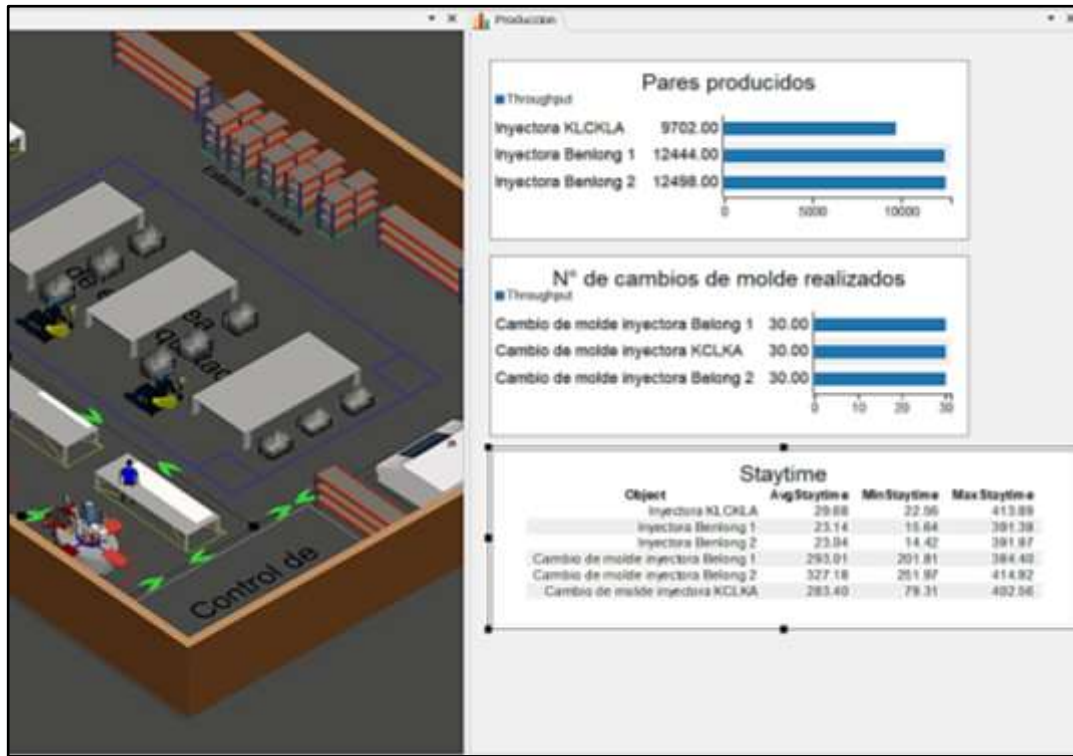 Produccion
Pares producidos
Throughput
Inyectora KLCKLA 9702.00
Inyectora Benlong 1 12444.00
Inyectora Benlong 2 12498.00
0 5000 10000
N° de cambios de molde realizados
Throughput
Cambio de molde inyectora Belong 1 30.00
Cambio de molde inyectora KCLKA 30.00
Cambio de molde inyectora Belong 2 30.00
0 10 20 30
Staytime
Object AvgStaytime MinStaytime MaxStaytime
Inyectora KLCKLA 29.68 22.56 413.89
Inyectora Benlong 1 23.14 15.64 391.38
Inyectora Benlong 2 23.04 14.42 391.97
Cambio de molde inyectora Belong 1 293.01 201.81 384.40
Cambio de molde inyectora Belong 2 327.18 251.97 414.92
Cambio de molde inyectora KCLKA 283.40 79.31 402.56
Estante de moldes
de
Control de